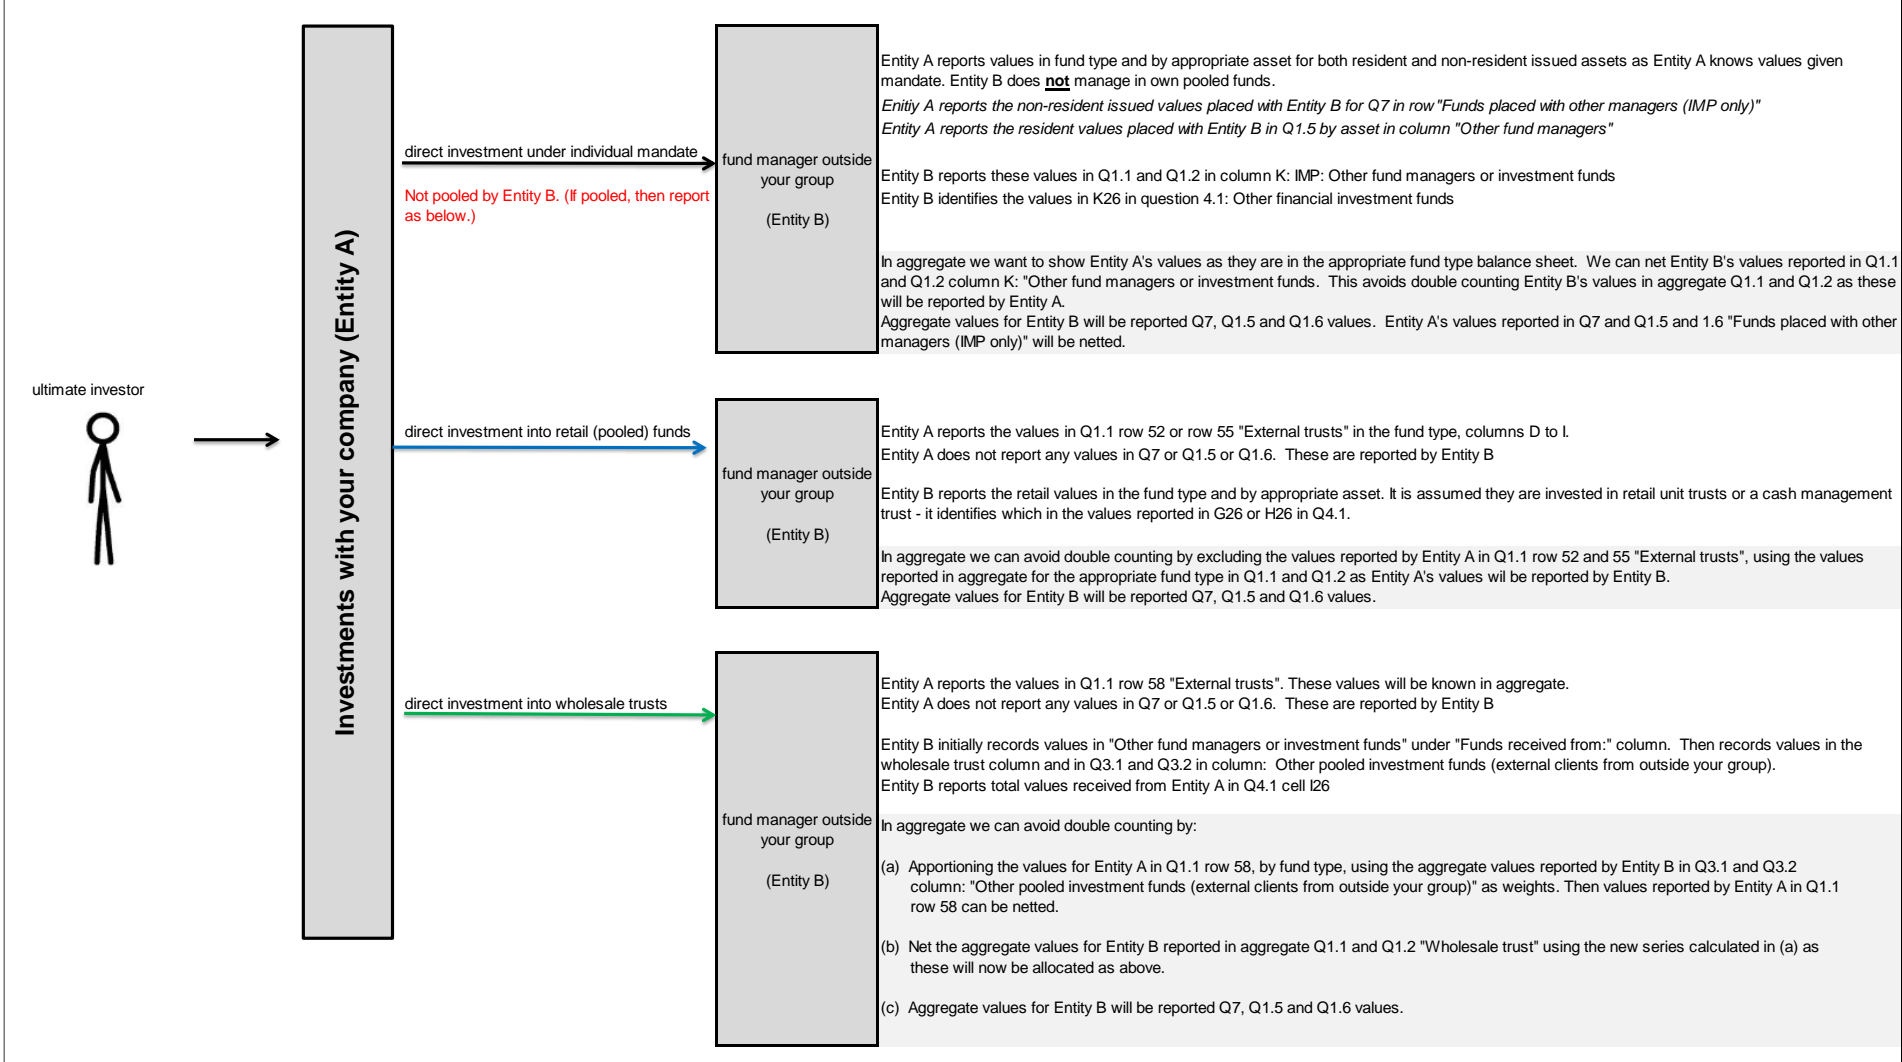 ultimate investor
Investments with your company (Entity A)
direct investment under individual mandate
Not pooled by Entity B. (If pooled, then report
as below.)
fund manager outside
your group
(Entity B)
Entity A reports values in fund type and by appropriate asset for both resident and non-resident issued assets as Entity A knows values given
mandate. Entity B does not manage in own pooled funds.
Enitiy A reports the non-resident issued values placed with Entity B for Q7 in row "Funds placed with other managers (IMP only)"
Entity A reports the resident values placed with Entity B in Q1.5 by asset in column "Other fund managers"
Entity B reports these values in Q1.1 and Q1.2 in column K: IMP: Other fund managers or investment funds
Entity B identifies the values in K26 in question 4.1: Other financial investment funds
In aggregate we want to show Entity A's values as they are in the appropriate fund type balance sheet.  We can net Entity B's values reported in Q1.1
and Q1.2 column K: "Other fund managers or investment funds.  This avoids double counting Entity B's values in aggregate Q1.1 and Q1.2 as these
will be reported by Entity A.
Aggregate values for Entity B will be reported Q7, Q1.5 and Q1.6 values.  Entity A's values reported in Q7 and Q1.5 and 1.6 "Funds placed with other
managers (IMP only)" will be netted.
direct investment into retail (pooled) funds
fund manager outside
your group
(Entity B)
Entity A reports the values in Q1.1 row 52 or row 55 "External trusts" in the fund type, columns D to I.
Entity A does not report any values in Q7 or Q1.5 or Q1.6.  These are reported by Entity B
Entity B reports the retail values in the fund type and by appropriate asset. It is assumed they are invested in retail unit trusts or a cash management
trust - it identifies which in the values reported in G26 or H26 in Q4.1.
In aggregate we can avoid double counting by excluding the values reported by Entity A in Q1.1 row 52 and 55 "External trusts", using the values
reported in aggregate for the appropriate fund type in Q1.1 and Q1.2 as Entity A's values wil be reported by Entity B.
Aggregate values for Entity B will be reported Q7, Q1.5 and Q1.6 values.
direct investment into wholesale trusts
fund manager outside
your group
(Entity B)
Entity A reports the values in Q1.1 row 58 "External trusts". These values will be known in aggregate.
Entity A does not report any values in Q7 or Q1.5 or Q1.6.  These are reported by Entity B
Entity B initially records values in "Other fund managers or investment funds" under "Funds received from:" column.  Then records values in the
wholesale trust column and in Q3.1 and Q3.2 in column:  Other pooled investment funds (external clients from outside your group).
Entity B reports total values received from Entity A in Q4.1 cell I26
In aggregate we can avoid double counting by:
(a)  Apportioning the values for Entity A in Q1.1 row 58, by fund type, using the aggregate values reported by Entity B in Q3.1 and Q3.2
column: "Other pooled investment funds (external clients from outside your group)" as weights. Then values reported by Entity A in Q1.1
row 58 can be netted.
(b)  Net the aggregate values for Entity B reported in aggregate Q1.1 and Q1.2 "Wholesale trust" using the new series calculated in (a) as
these will now be allocated as above.
(c)  Aggregate values for Entity B will be reported Q7, Q1.5 and Q1.6 values.